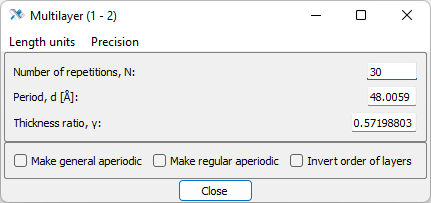 Multilayer (1 - 2)
Length units Precision
Number of repetitions, N: 30
Period, d [Å]: 48.0059
Thickness ratio, γ: 0.57198803
Make general aperiodic Make regular aperiodic Invert order of layers
Close